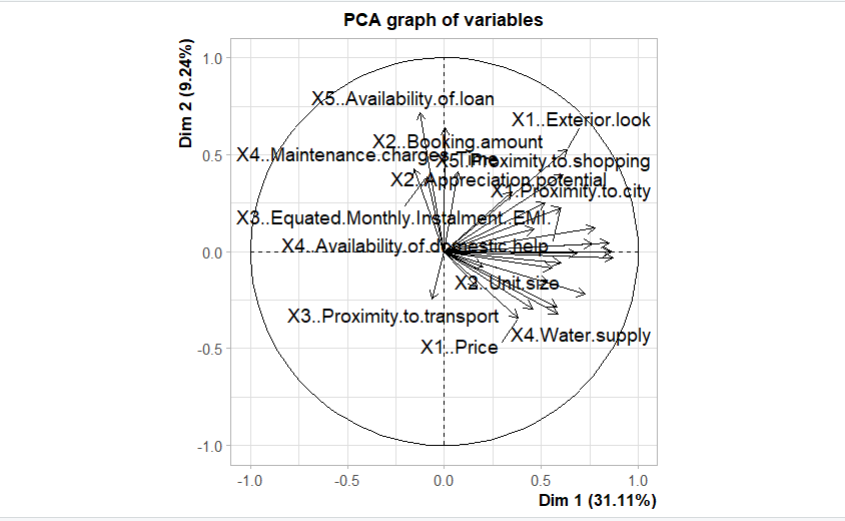 PCA graph of variables
Dim 2 (9.24%)
1.0
X5..Availability.of.loan
X1..Exterior.look
X2..Booking.amount
0.5
X4..Maintenance.charges
X5..Proximity.to.shopping
X2..Appreciation.potential
X1..Proximity.to.city
X3..Equated.Monthly.Instalment..EMI.
X4..Availability.of.domestic.help
0.0
X2..Unit.size
X3..Proximity.to.transport
X4..Water.supply
X1..Price
-0.5
-1.0
-1.0 -0.5 0.0 0.5 1.0
Dim 1 (31.11%)